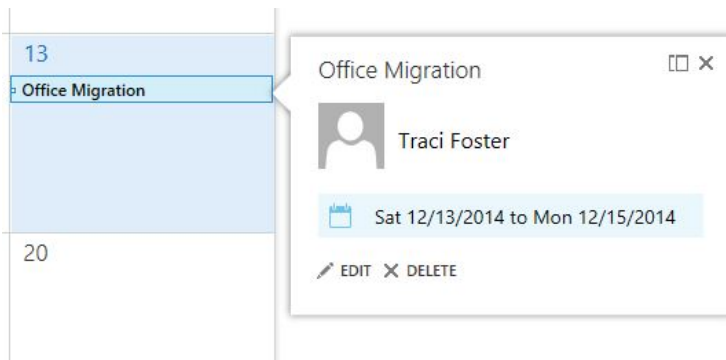 13
Office Migration
20
Office Migration
Traci Foster
Sat 12/13/2014 to Mon 12/15/2014
EDIT DELETE